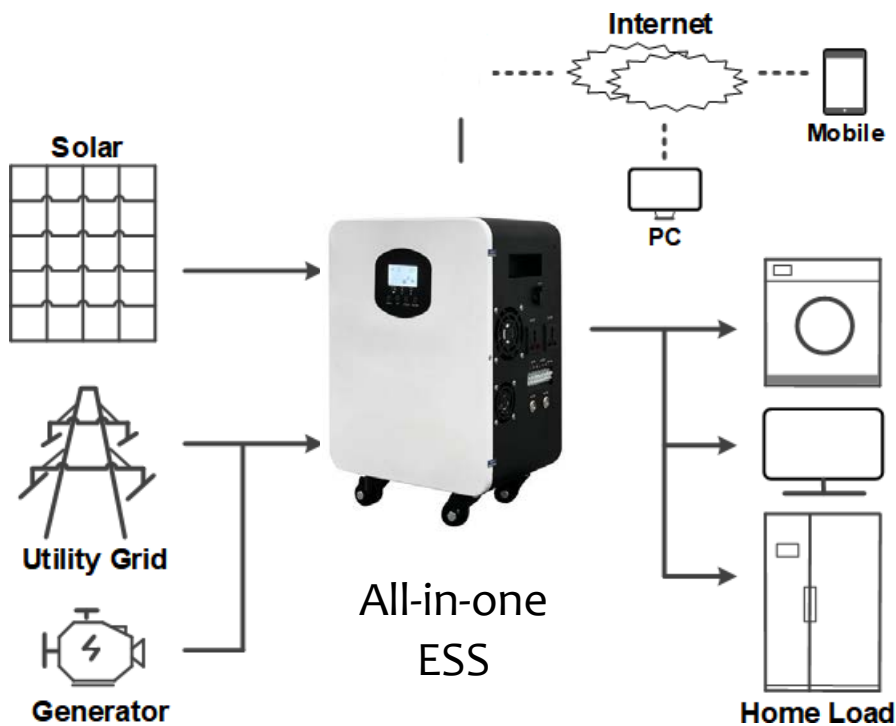 Internet
Mobile
Solar
PC
Utility Grid
All-in-one
ESS
Generator
Home Load